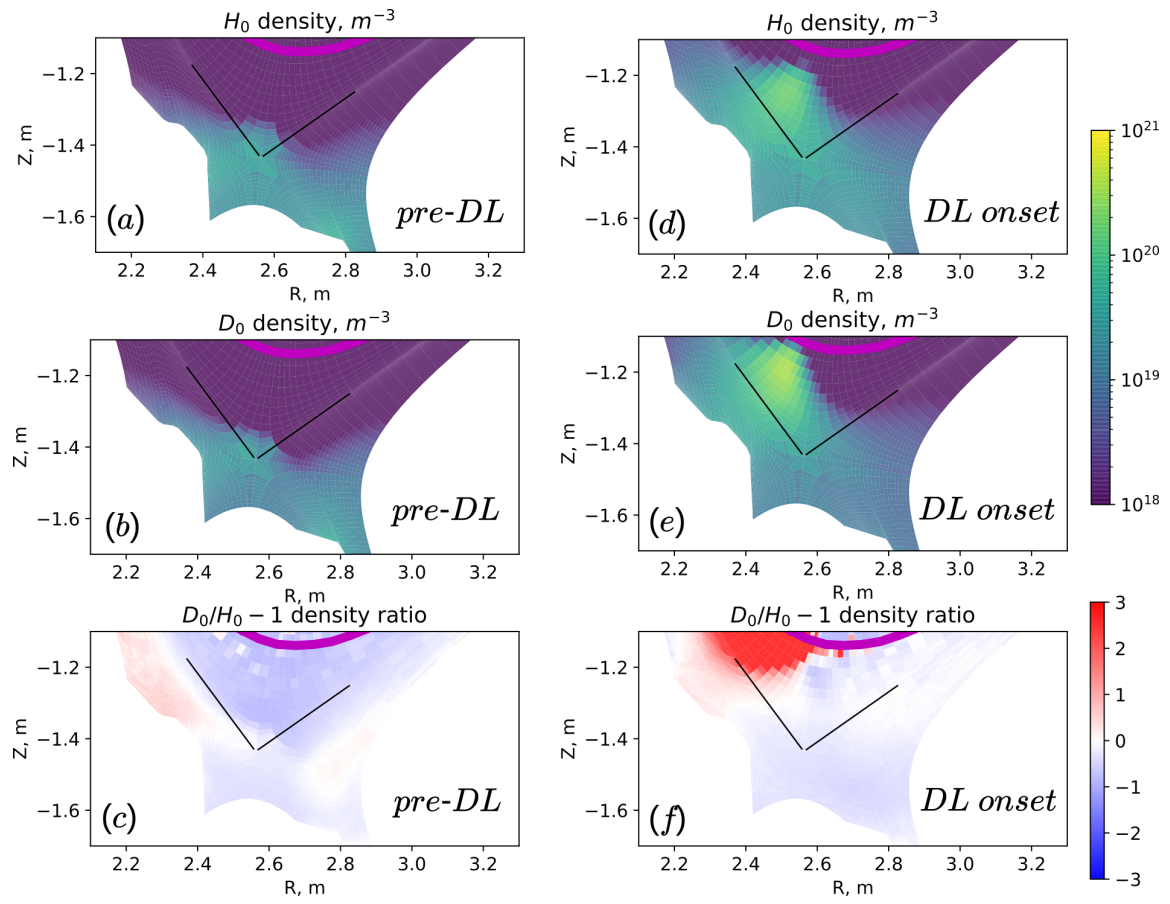 H₀ density, m⁻³
−1.2
−1.4
−1.6
Z, m
(a)
pre-DL
2.2 2.4 2.6 2.8 3.0 3.2
R, m
H₀ density, m⁻³
−1.2
−1.4
−1.6
Z, m
(d)
DL onset
2.2 2.4 2.6 2.8 3.0 3.2
R, m
D₀ density, m⁻³
−1.2
−1.4
−1.6
Z, m
(b)
pre-DL
2.2 2.4 2.6 2.8 3.0 3.2
R, m
D₀ density, m⁻³
−1.2
−1.4
−1.6
Z, m
(e)
DL onset
2.2 2.4 2.6 2.8 3.0 3.2
R, m
10²¹
10²⁰
10¹⁹
10¹⁸
D₀/H₀ − 1 density ratio
−1.2
−1.4
−1.6
Z, m
(c)
pre-DL
2.2 2.4 2.6 2.8 3.0 3.2
R, m
D₀/H₀ − 1 density ratio
−1.2
−1.4
−1.6
Z, m
(f)
DL onset
2.2 2.4 2.6 2.8 3.0 3.2
R, m
3
2
1
0
−1
−2
−3